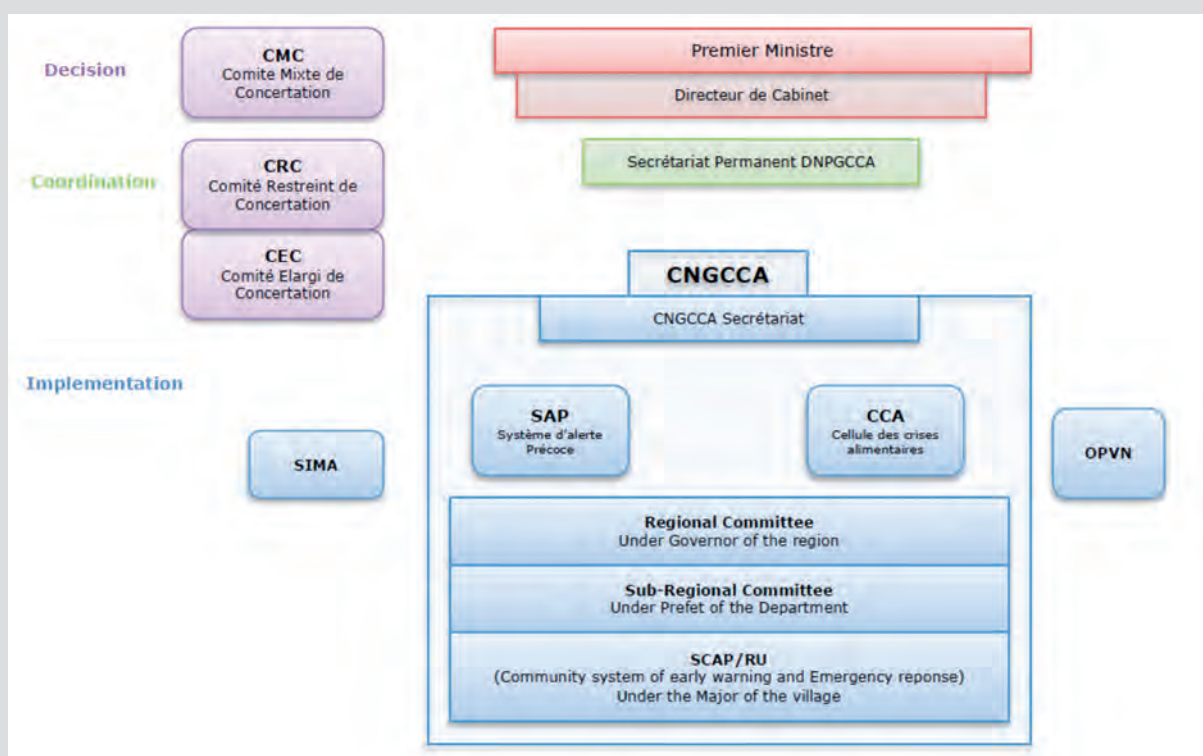 Decision
CMC
Comite Mixte de
Concertation
Premier Ministre
Directeur de Cabinet
Coordination
CRC
Comité Restreint de
Concertation
Secrétariat Permanent DNPGCCA
CEC
Comité Elargi de
Concertation
CNGCCA
CNGCCA Secrétariat
Implementation
SIMA
SAP
Système d'alerte
Précoce
CCA
Cellule des crises
alimentaires
OPVN
Regional Committee
Under Governor of the region
Sub-Regional Committee
Under Prefet of the Department
SCAP/RU
(Community system of early warning and Emergency reponse)
Under the Major of the village